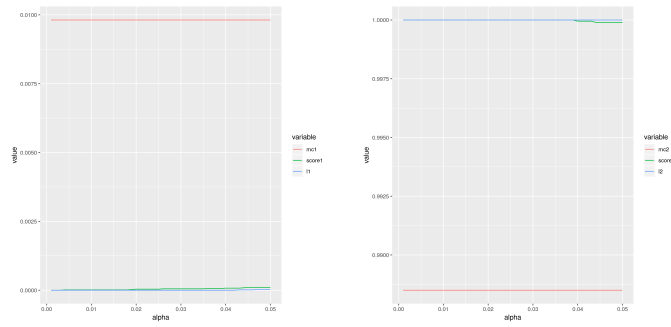 0.0100
0.0075
0.0050
0.0025
0.0000
value
0.00
0.01
0.02
0.03
0.04
0.05
alpha
variable
mc1
score1
l1
1.0000
0.9975
0.9950
0.9925
0.9900
value
0.00
0.01
0.02
0.03
0.04
0.05
alpha
variable
mc2
score
l2